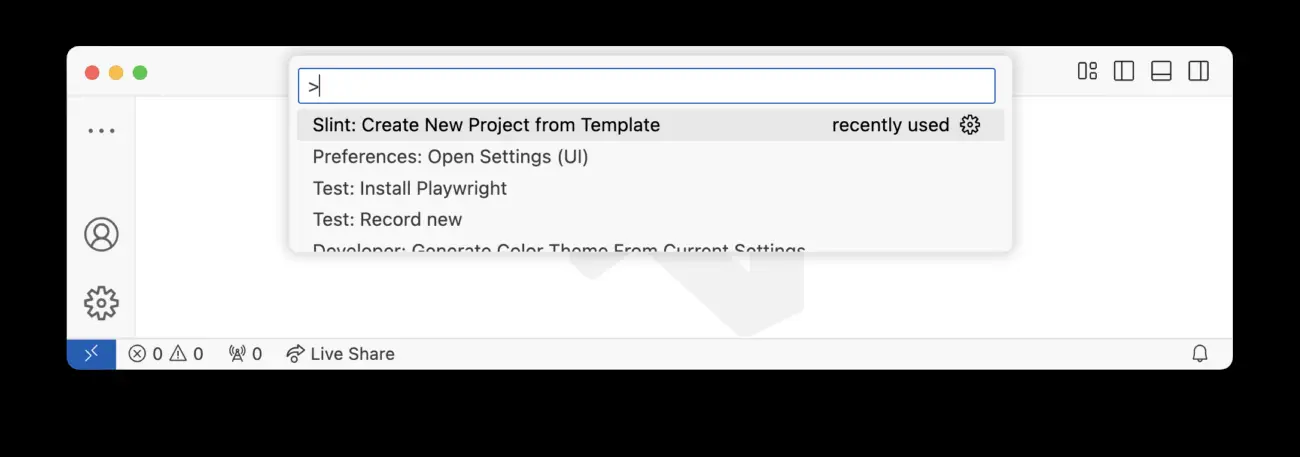 >
Slint: Create New Project from Template recently used
Preferences: Open Settings (UI)
Test: Install Playwright
Test: Record new
Developer: Generate Color Theme From Current Settings
0 0 0 Live Share